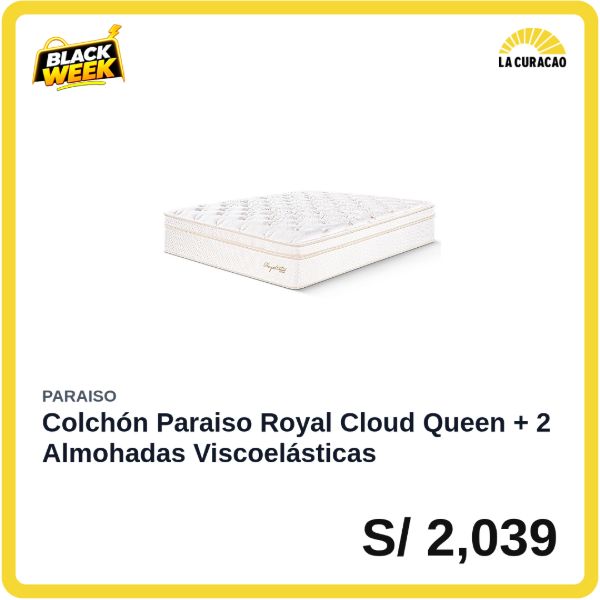 BLACK
WEEK
LA CURACAO
PARAISO
Colchón Paraiso Royal Cloud Queen + 2
Almohadas Viscoelásticas
S/ 2,039